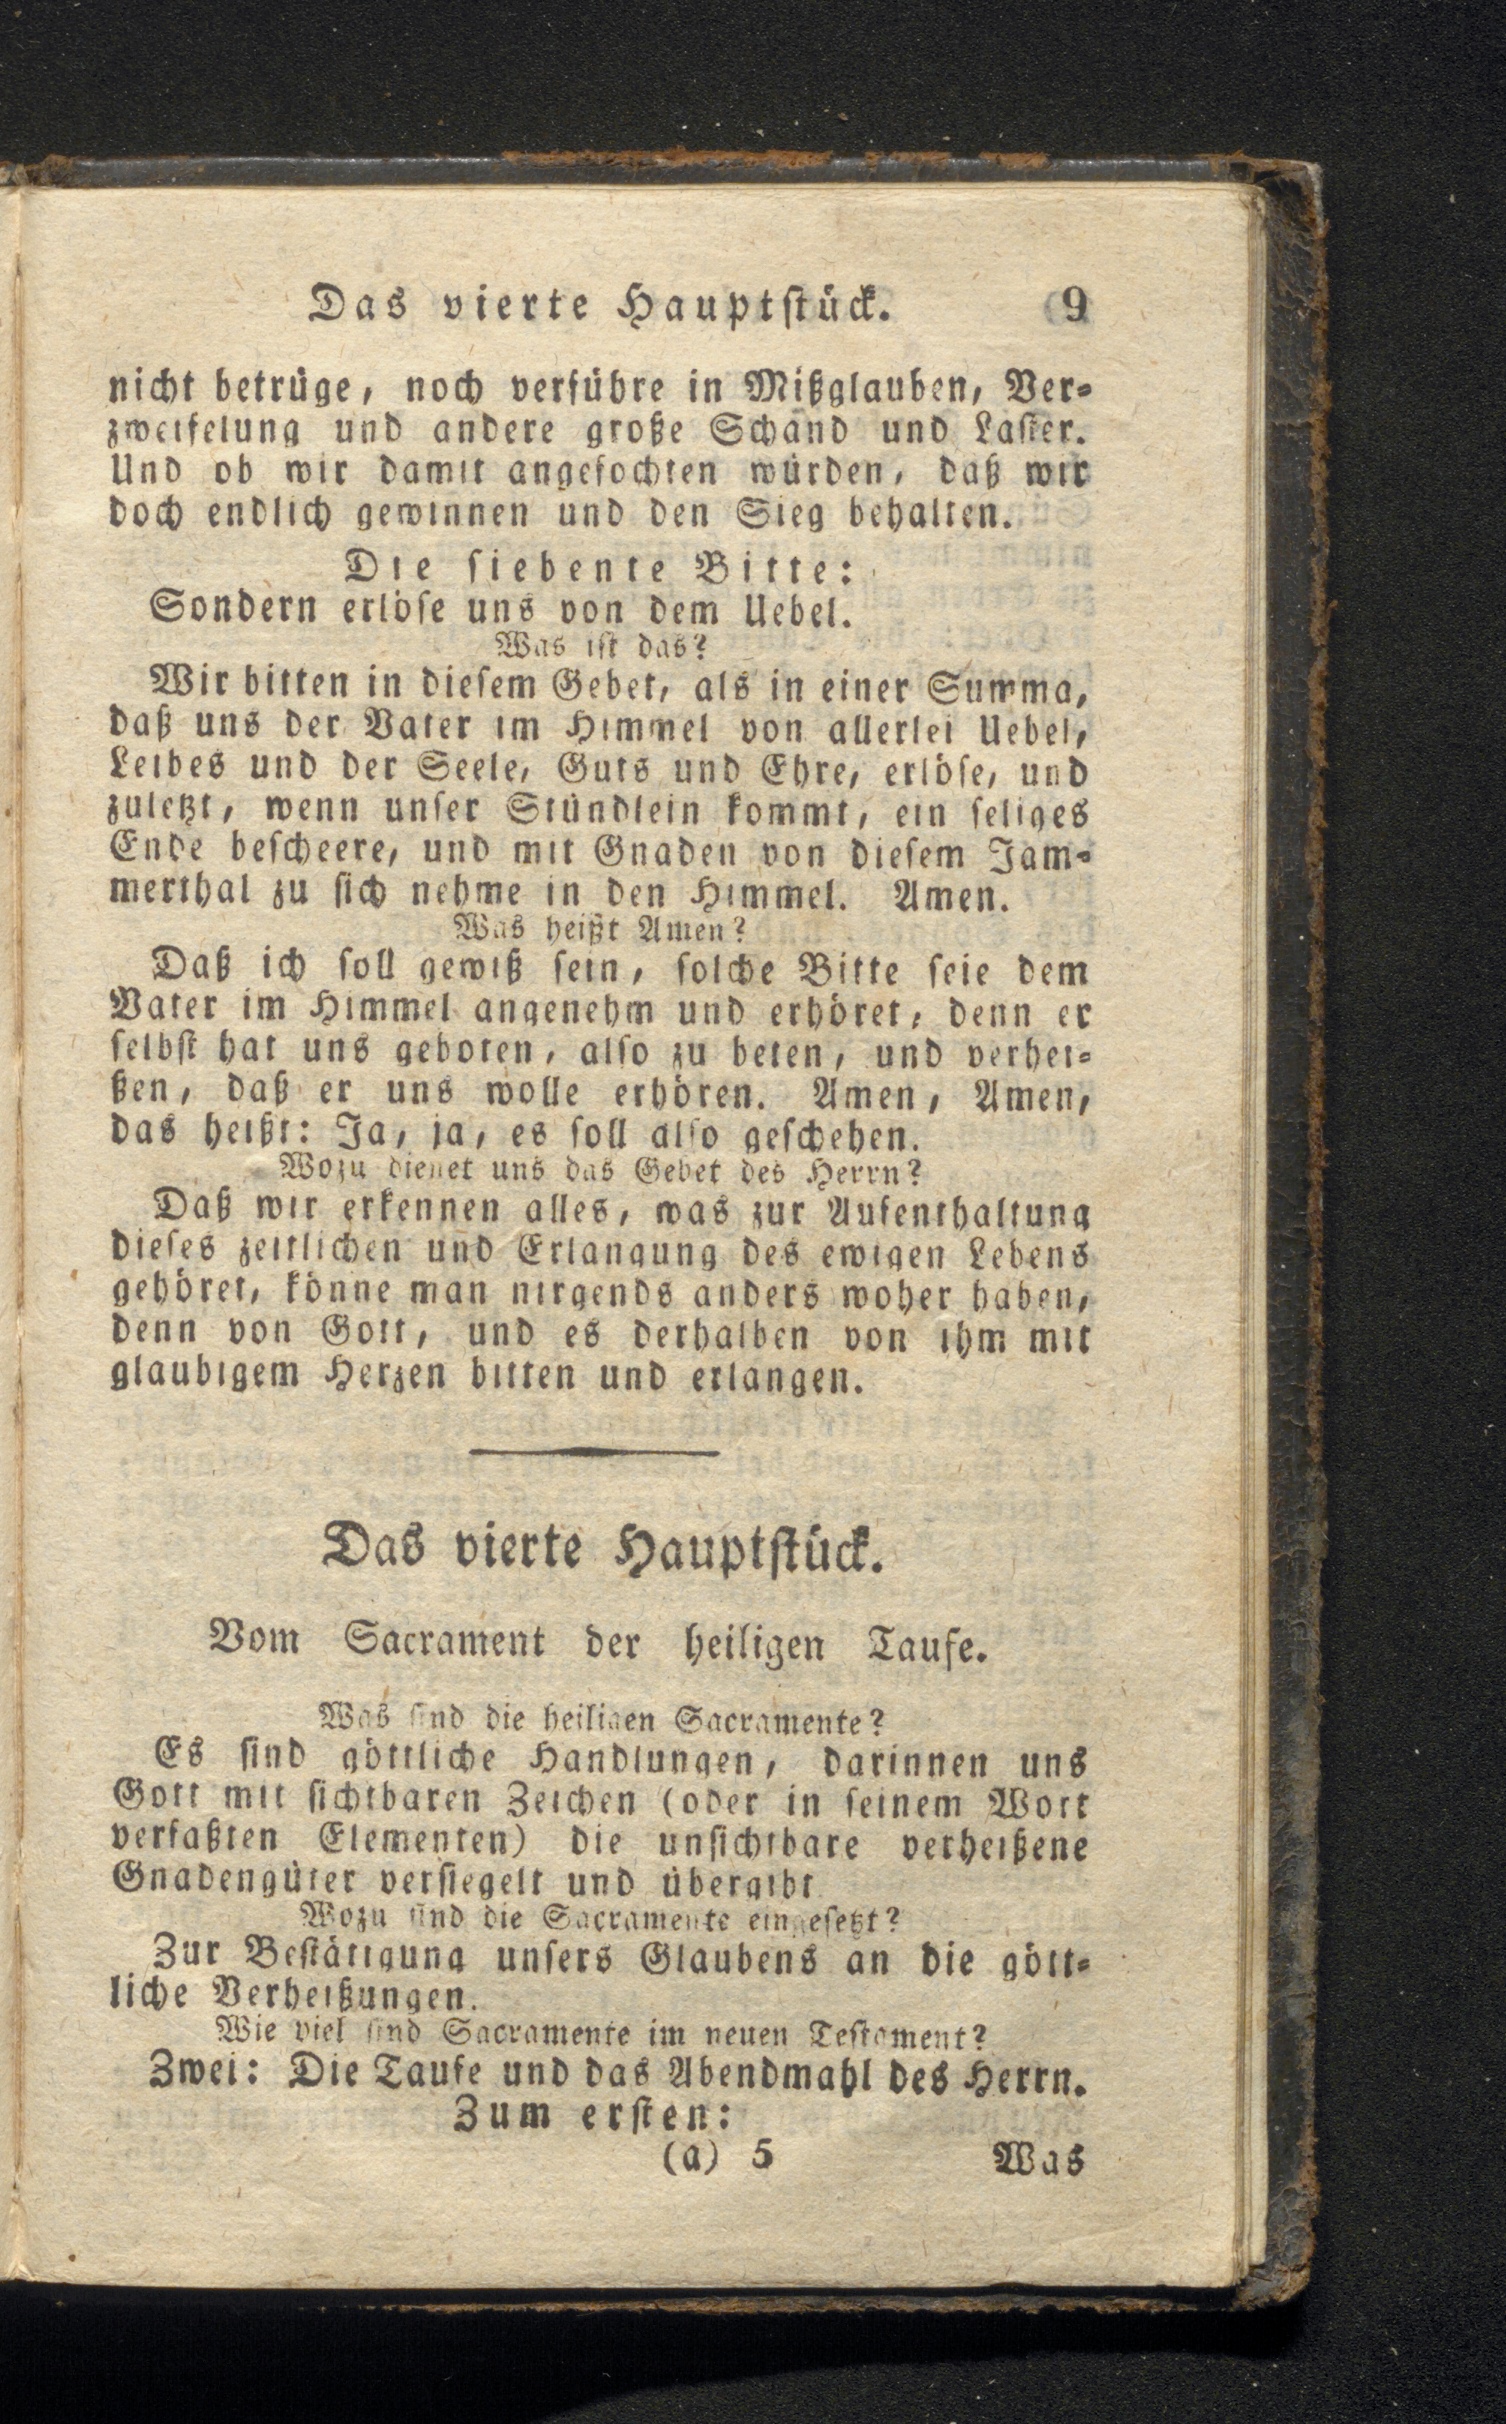 Das vierte Hauptstück. 9
nicht betrüge, noch verführe in Mißglauben, Ver-
zweifelung und andere große Schand und Laster.
Und ob wir damit angefochten würden, daß wir
doch endlich gewinnen und den Sieg behalten.
Die siebente Bitte:
Sondern erlöse uns von dem Uebel.
Was ist das?
Wir bitten in diesem Gebet, als in einer Summa,
daß uns der Vater im Himmel von allerlei Uebel,
Leibes und der Seele, Guts und Ehre, erlöse, und
zuletzt, wenn unser Stündlein kommt, ein seliges
Ende bescheere, und mit Gnaden von diesem Jam-
merthal zu sich nehme in den Himmel. Amen.
Was heißt Amen?
Daß ich soll gewiß sein, solche Bitte seie dem
Vater im Himmel angenehm und erhöret, denn er
selbst hat uns geboten, also zu beten, und verhei-
ßen, daß er uns wolle erhören. Amen, Amen,
das heißt: Ja, ja, es soll also geschehen.
Wozu dienet uns das Gebet des Herrn?
Daß wir erkennen alles, was zur Aufenthaltung
dieses zeitlichen und Erlangung des ewigen Lebens
gehöret, könne man nirgends anders woher haben,
denn von Gott, und es derhalben von ihm mit
glaubigem Herzen bitten und erlangen.
Das vierte Hauptstück.
Vom Sacrament der heiligen Taufe.
Was sind die heiligen Sacramente?
Es sind göttliche Handlungen, darinnen uns
Gott mit sichtbaren Zeichen (oder in seinem Wort
verfaßten Elementen) die unsichtbare verheißene
Gnadengüter versiegelt und übergibt
Wozu sind die Sacramente eingesetzt?
Zur Bestätigung unsers Glaubens an die gött-
liche Verheißungen.
Wie viel sind Sacramente im neuen Testament?
Zwei: Die Taufe und das Abendmahl des Herrn.
Zum ersten:
(a) 5 Was